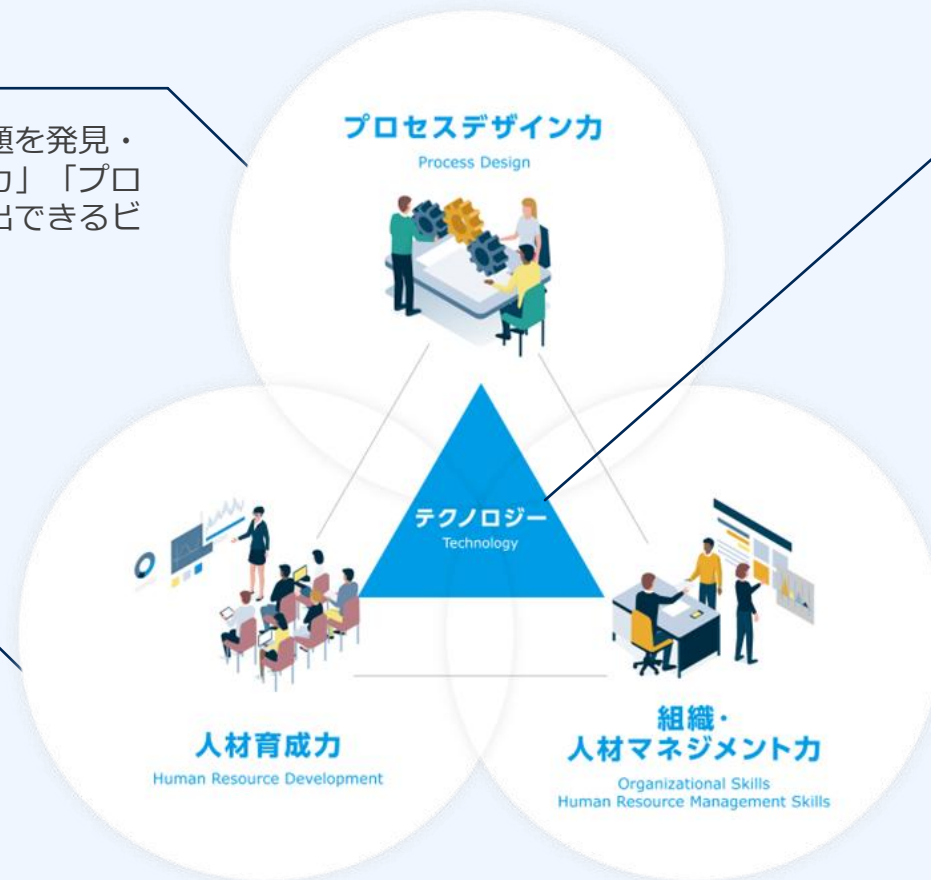 題を発見・
力」「プロ
出できるビ
プロセスデザイン力
Process Design
テクノロジー
Technology
人材育成力
Human Resource Development
組織・
人材マネジメント力
Organizational Skills
Human Resource Management Skills